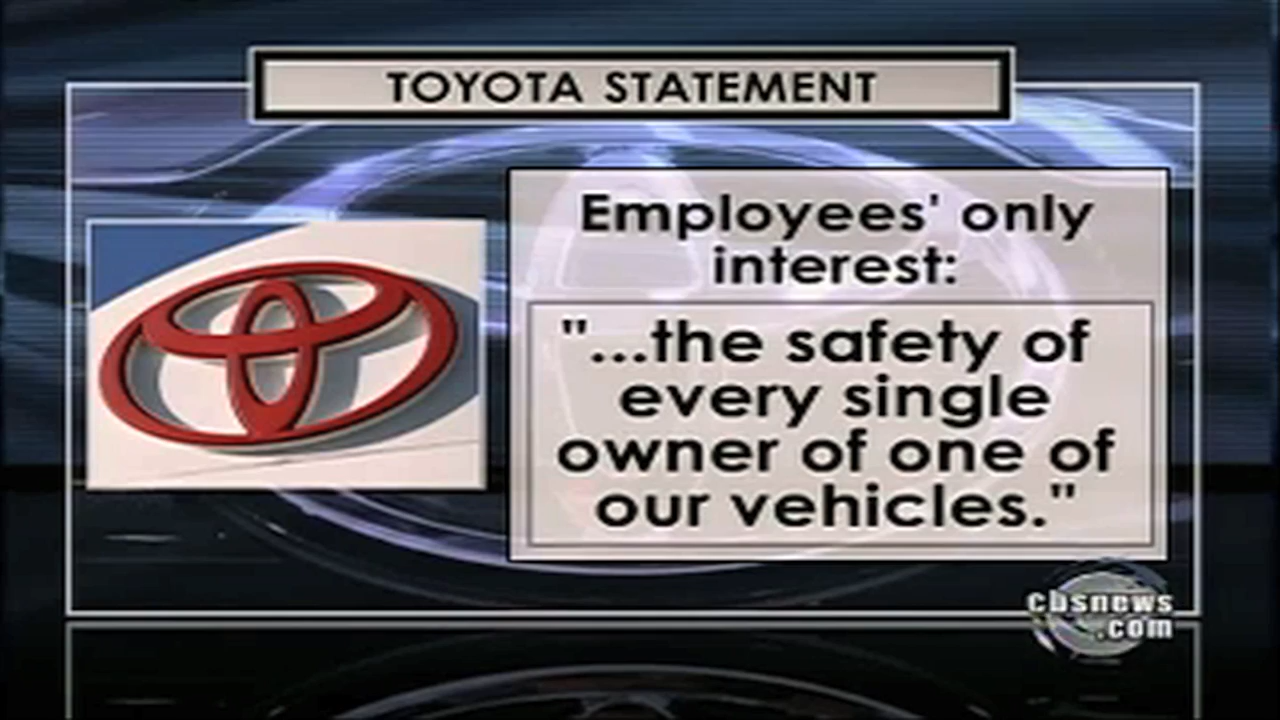 TOYOTA STATEMENT
Employees' only
interest:
"...the safety of
every single
owner of one of
our vehicles."
cbsnews
.com